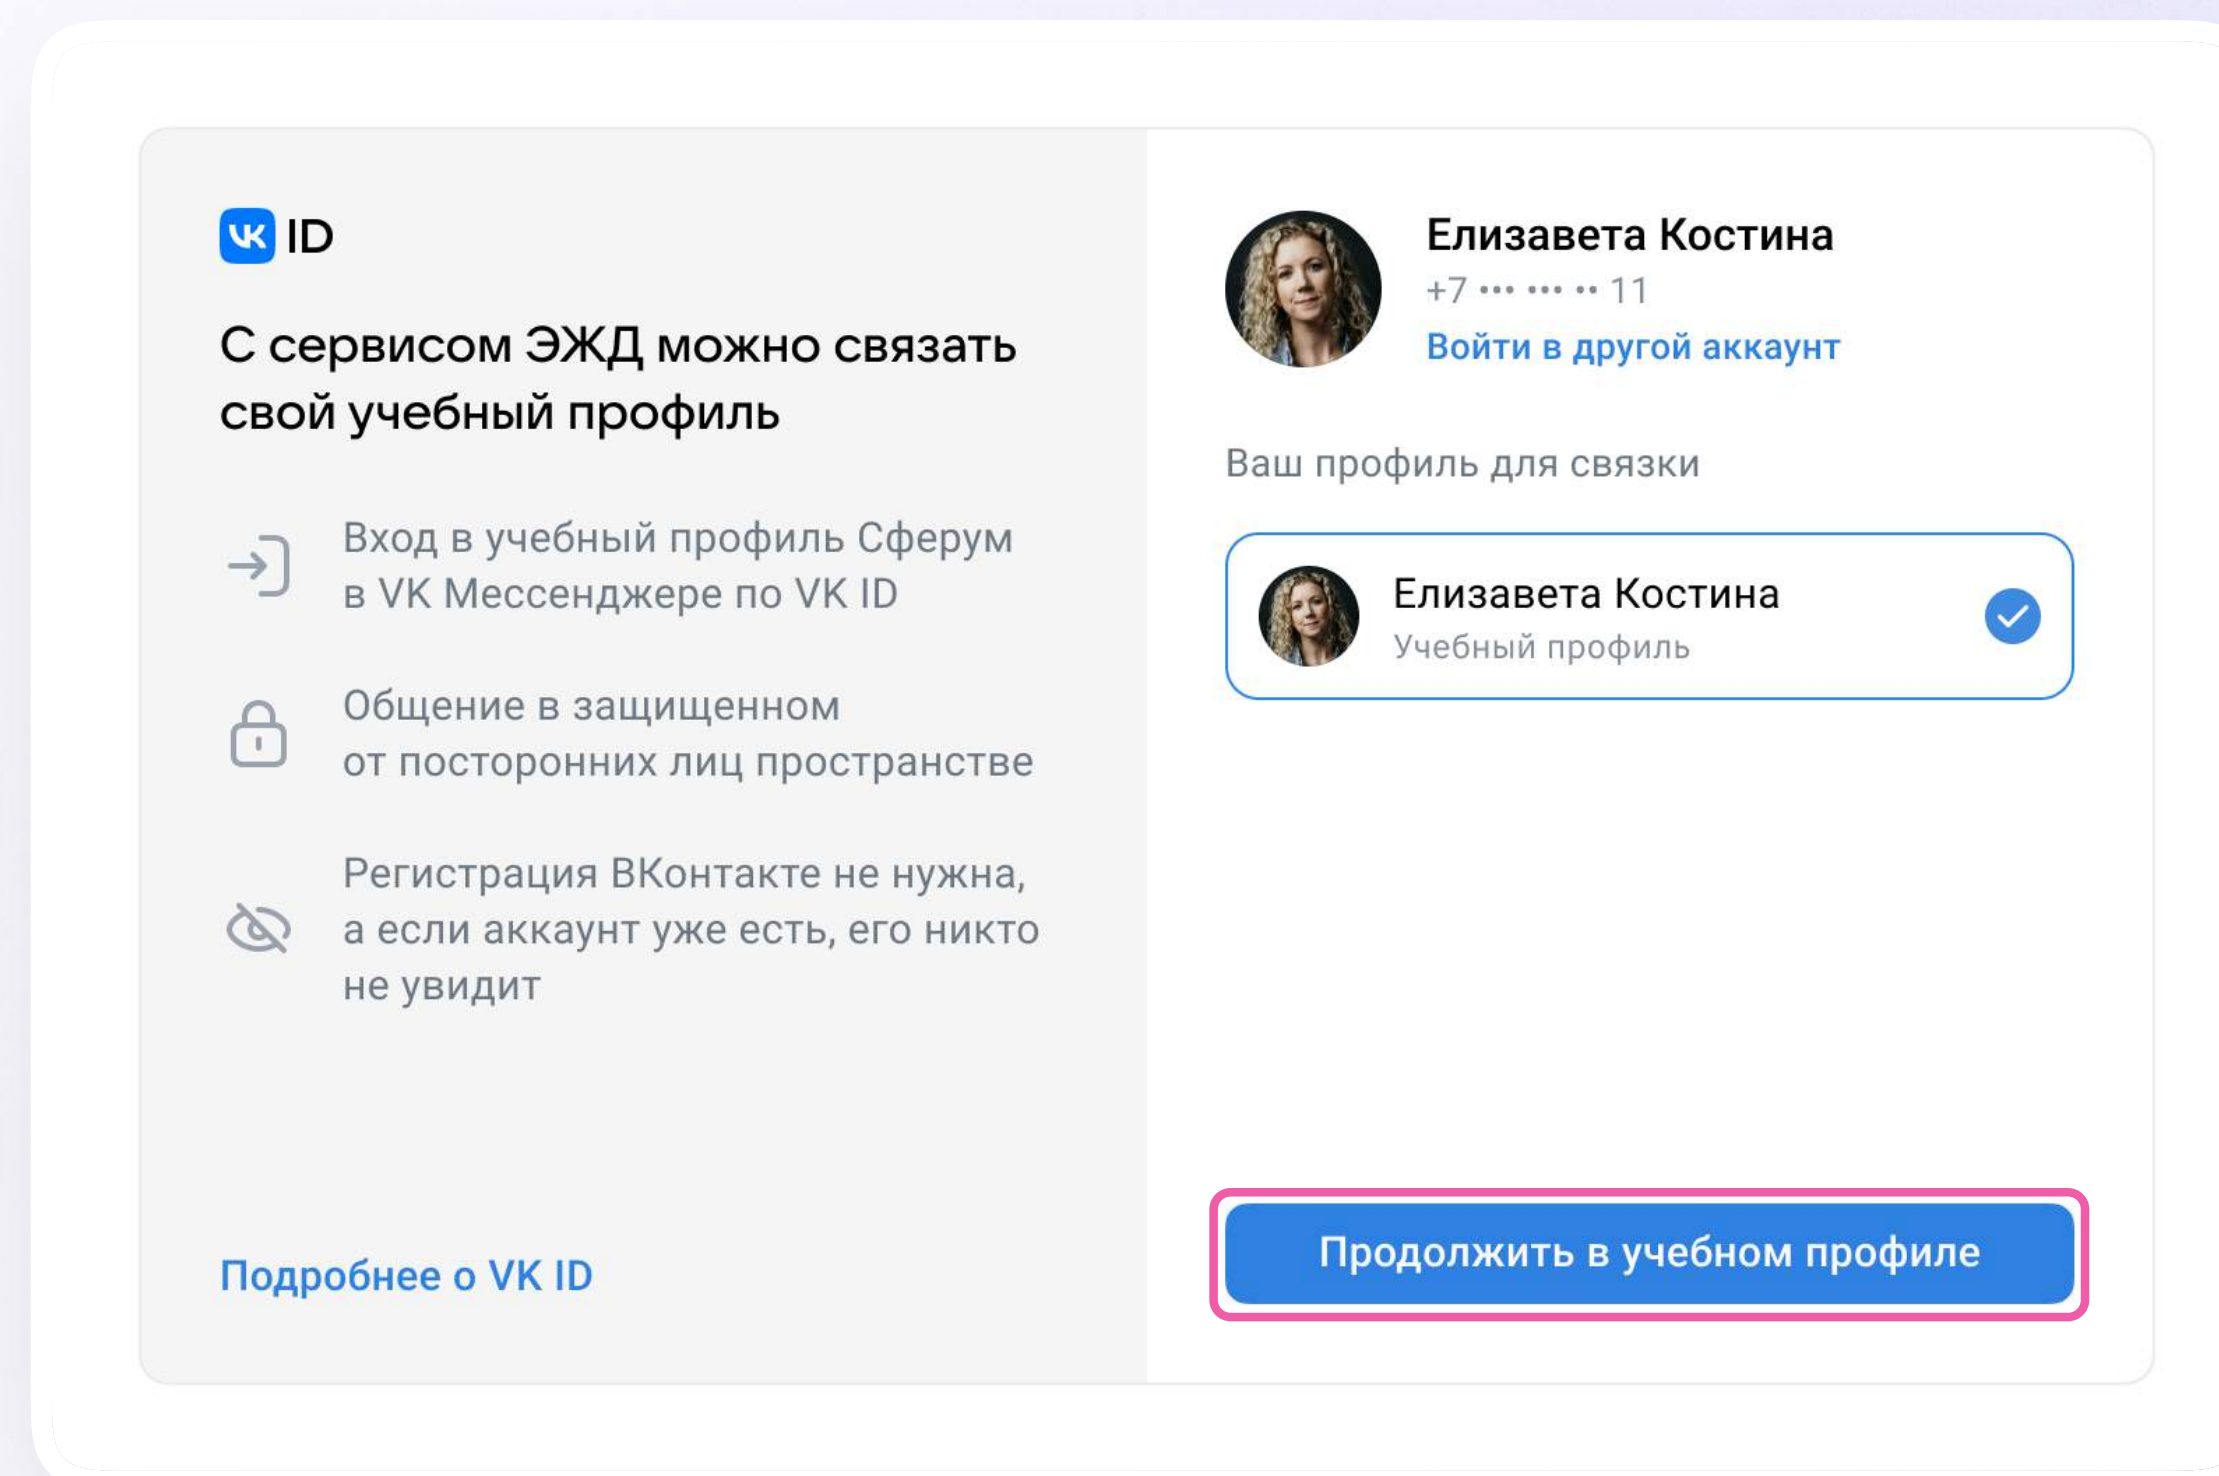 VK ID
С сервисом ЭЖД можно связать
свой учебный профиль
Вход в учебный профиль Сферум
в VK Мессенджере по VK ID
Общение в защищенном
от посторонних лиц пространстве
Регистрация ВКонтакте не нужна,
а если аккаунт уже есть, его никто
не увидит
Подробнее о VK ID
Елизавета Костина
+7 ••• ••• •• 11
Войти в другой аккаунт
Ваш профиль для связки
Елизавета Костина
Учебный профиль
Продолжить в учебном профиле